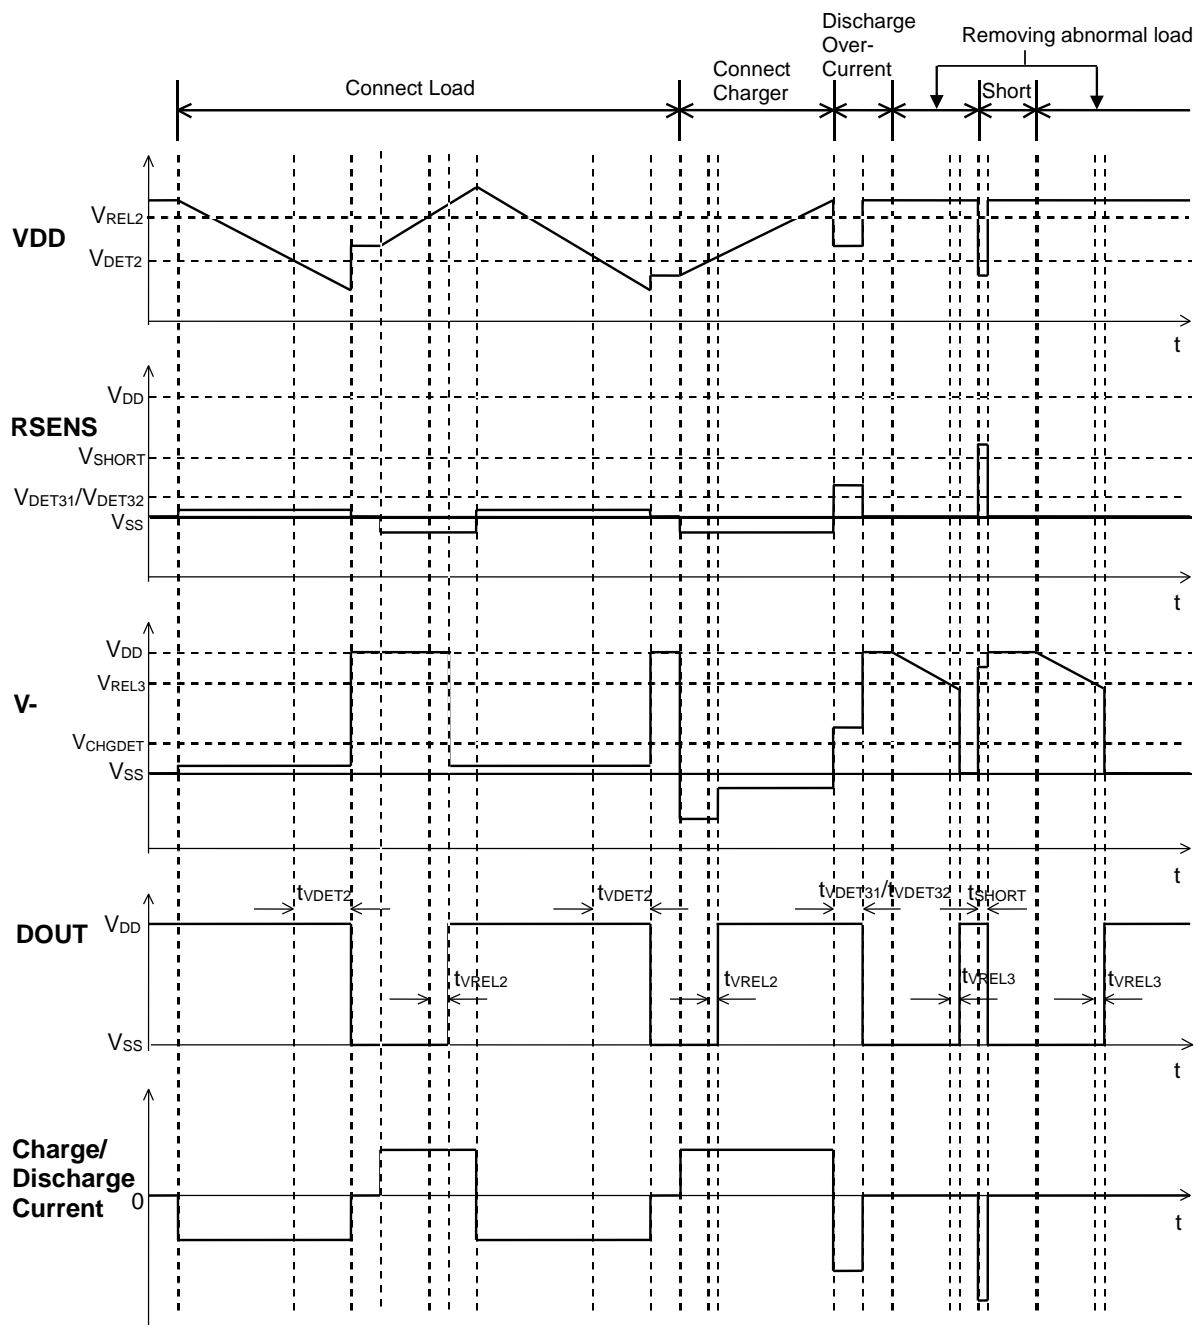 Discharge
Over-
Current
Removing abnormal load
Connect Load
Connect
Charger
Short
VDD
VREL2
VDET2
t
RSENS
VDD
VSHORT
VDET31/VDET32
VSS
t
V-
VDD
VREL3
VCHGDET
VSS
t
DOUT
tVDET2
tVDET2
tVDET31/tVDET32
tSHORT
VDD
tVREL2
tVREL2
tVREL3
tVREL3
VSS
t
Charge/
Discharge
Current
0
t